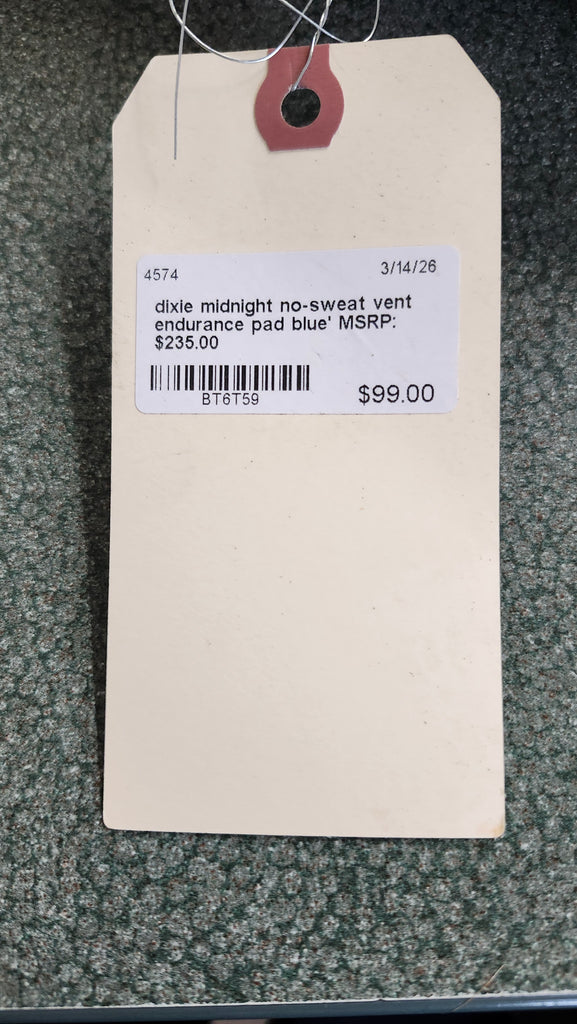 4574 3/14/26
dixie midnight no-sweat vent
endurance pad blue' MSRP:
$235.00
BT6T59 $99.00